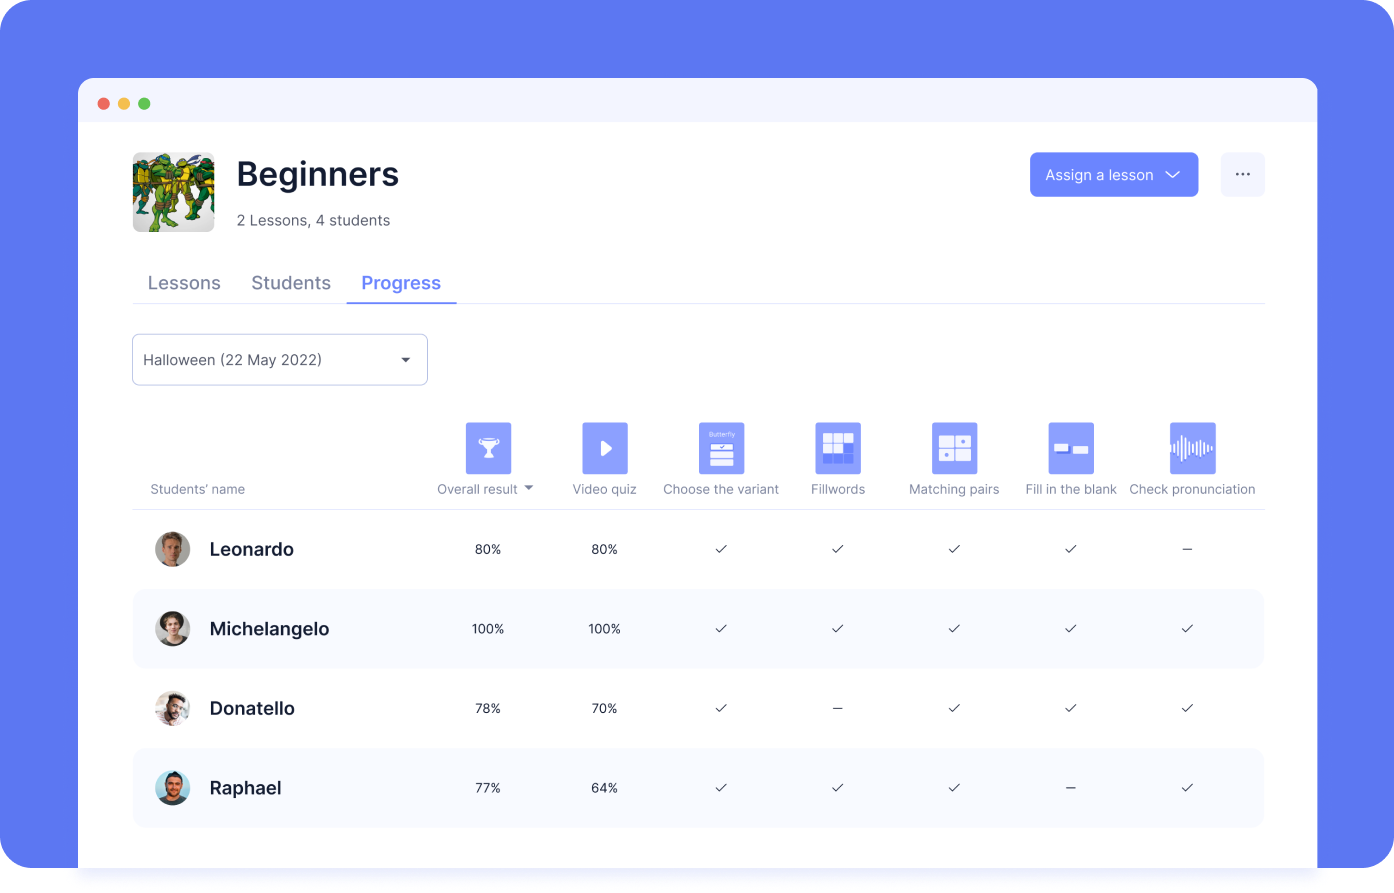 Beginners
2 Lessons, 4 students
Assign a lesson
Lessons Students Progress
Halloween (22 May 2022)
Butterfly
Students’ name Overall result Video quiz Choose the variant Fillwords Matching pairs Fill in the blank Check pronunciation
Leonardo 80% 80% ✓ ✓ ✓ ✓ –
Michelangelo 100% 100% ✓ ✓ ✓ ✓ ✓
Donatello 78% 70% ✓ – ✓ ✓ ✓
Raphael 77% 64% ✓ ✓ ✓ – ✓